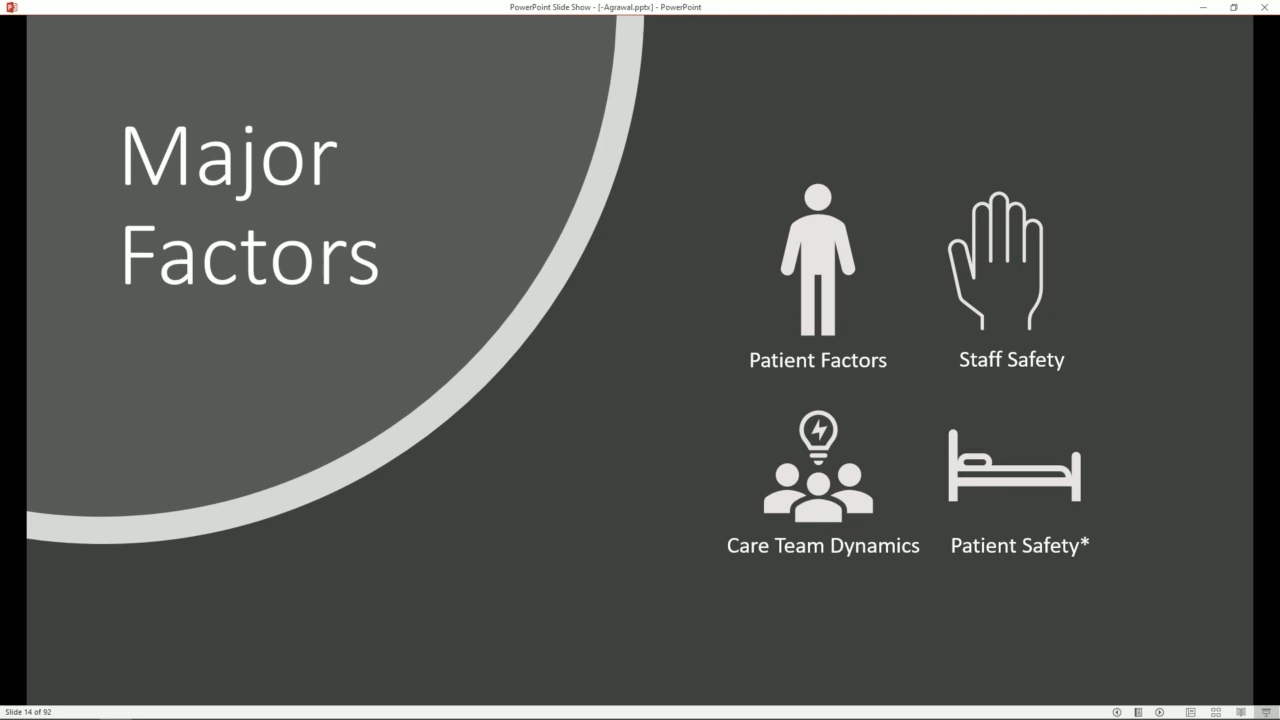 PowerPoint Slide Show - [-Agrawal.pptx] - PowerPoint
Major
Factors
Patient Factors
Staff Safety
Care Team Dynamics
Patient Safety*
Slide 14 of 92